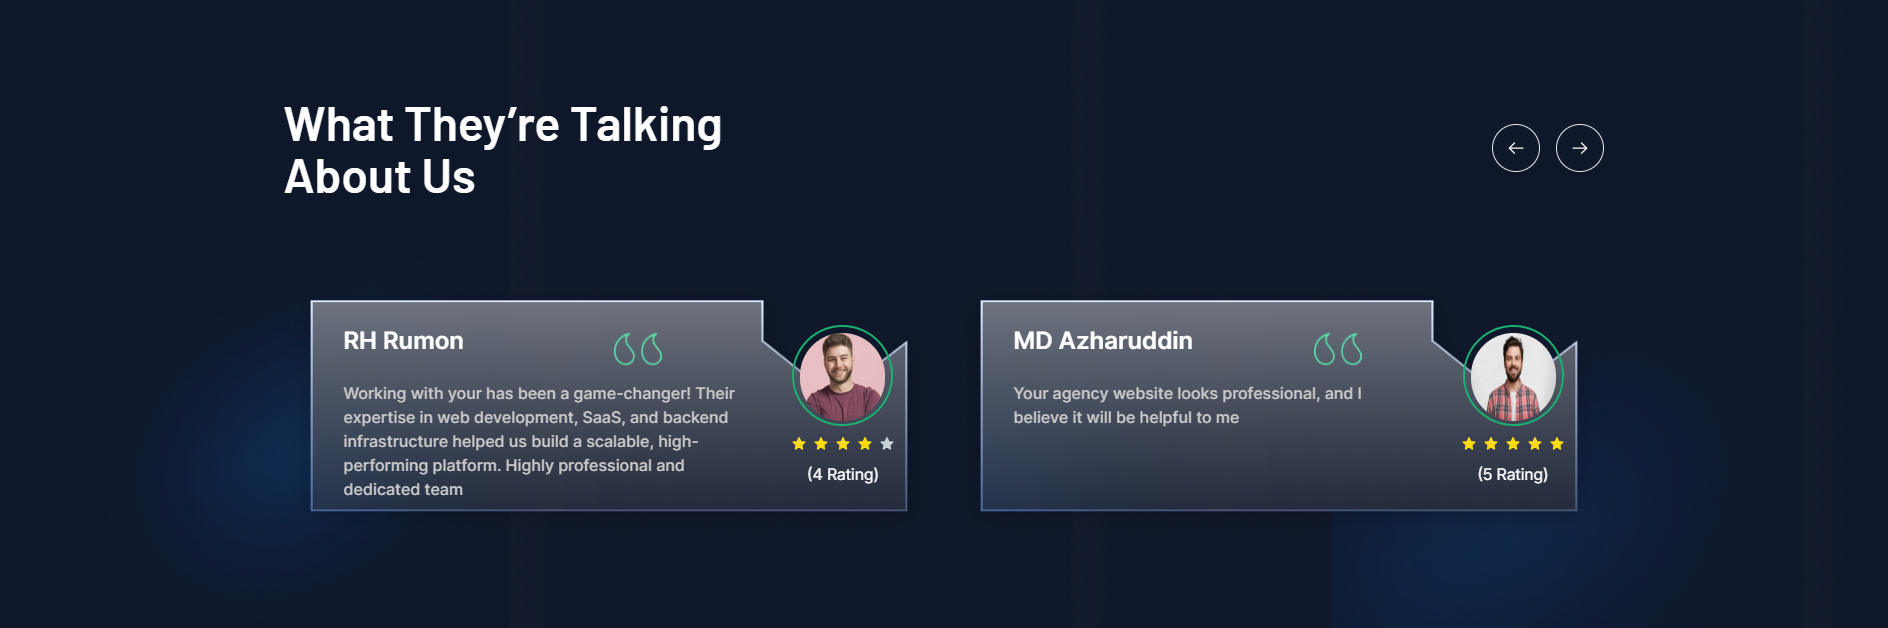 What They’re Talking
About Us
RH Rumon
Working with your has been a game-changer! Their
expertise in web development, SaaS, and backend
infrastructure helped us build a scalable, high-
performing platform. Highly professional and
dedicated team
(4 Rating)
MD Azharuddin
Your agency website looks professional, and I
believe it will be helpful to me
(5 Rating)